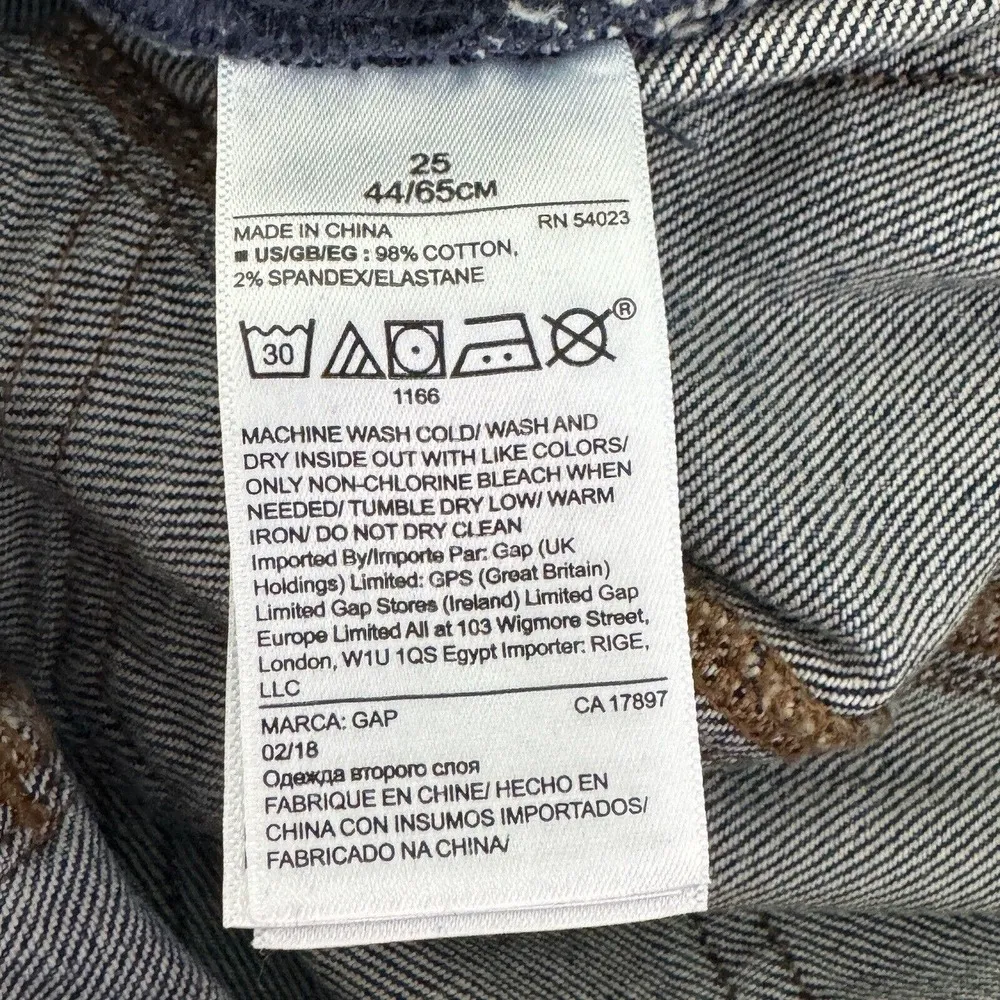 25
44/65CM
RN 54023
MADE IN CHINA
US/GB/EG : 98% COTTON,
2% SPANDEX/ELASTANE
30
®
1166
MACHINE WASH COLD/ WASH AND
DRY INSIDE OUT WITH LIKE COLORS/
ONLY NON-CHLORINE BLEACH WHEN
NEEDED/ TUMBLE DRY LOW/ WARM
IRON/ DO NOT DRY CLEAN
Imported By/Importe Par: Gap (UK
Holdings) Limited: GPS (Great Britain)
Limited Gap Stores (Ireland) Limited Gap
Europe Limited All at 103 Wigmore Street,
London, W1U 1QS Egypt Importer: RIGE,
LLC
CA 17897
MARCA: GAP
02/18
Одежда второго слоя
FABRIQUE EN CHINE/ HECHO EN
CHINA CON INSUMOS IMPORTADOS/
FABRICADO NA CHINA/